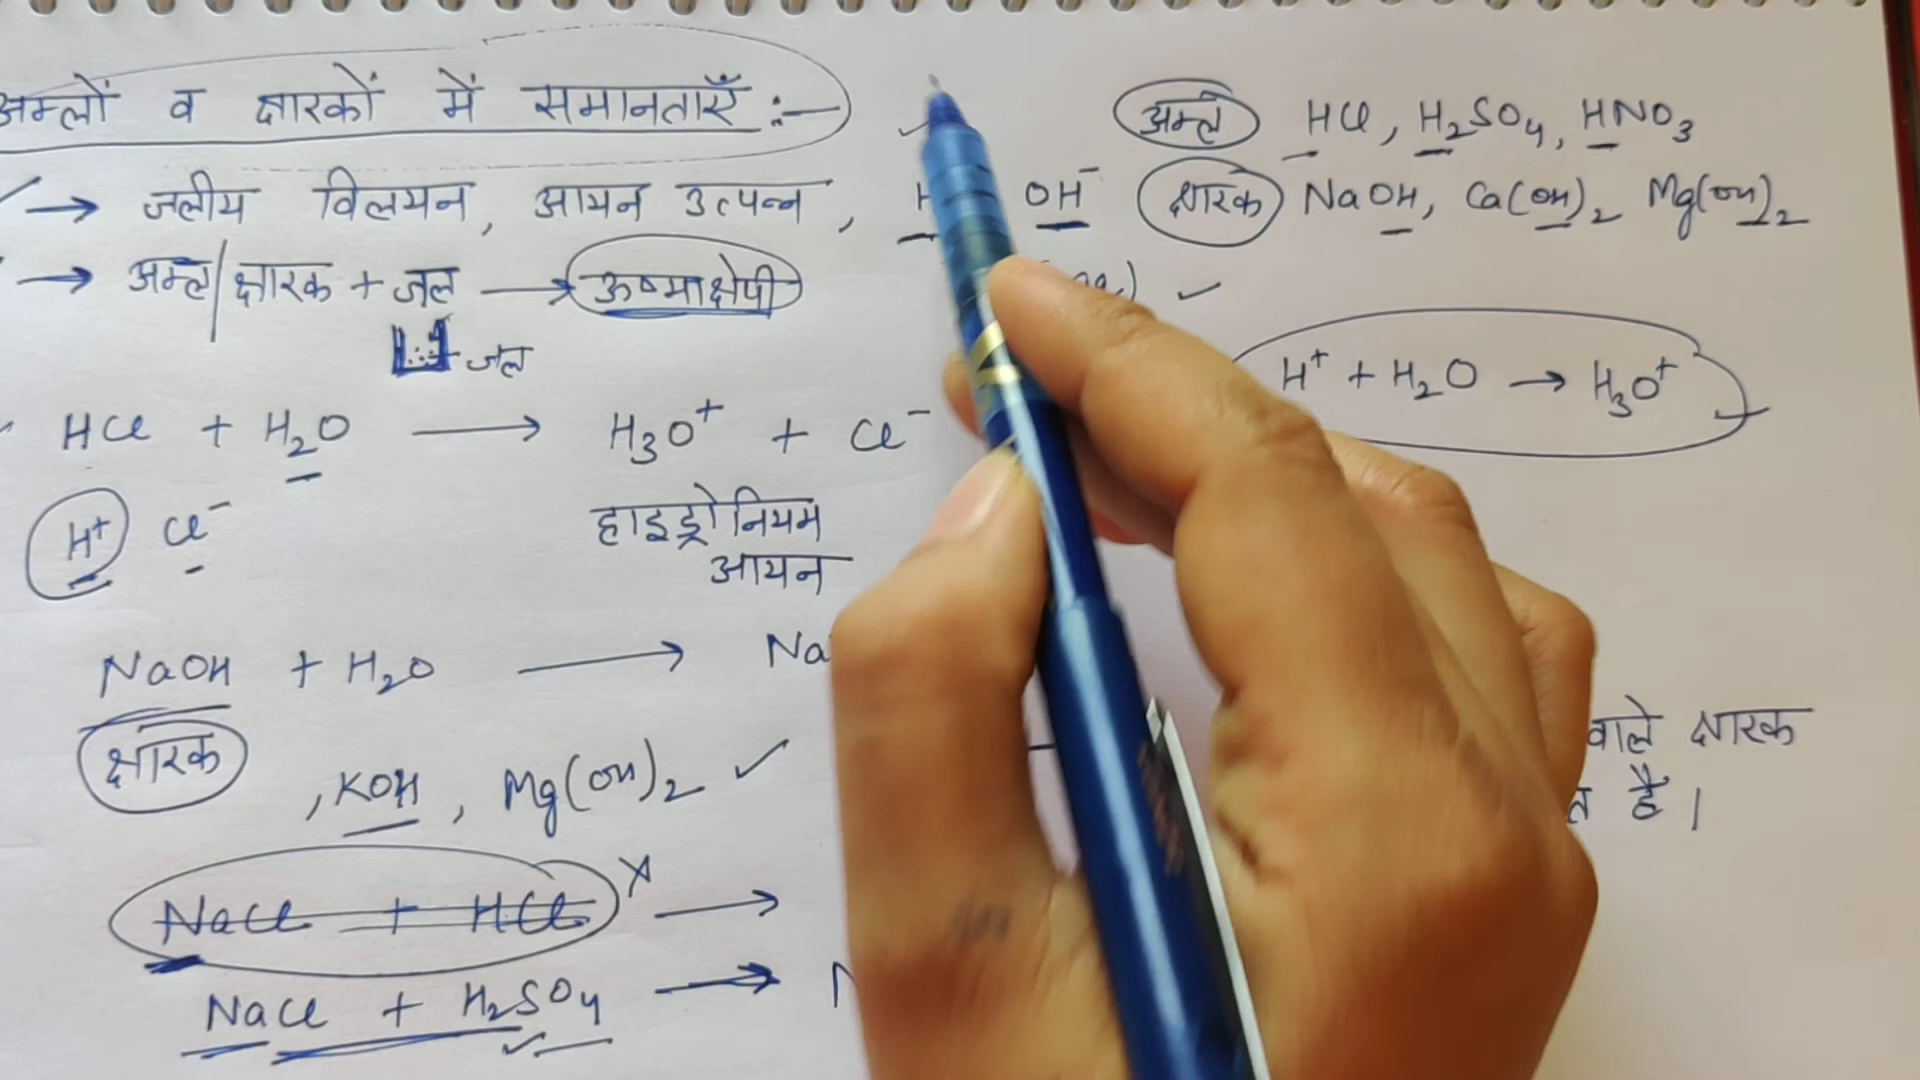 अम्लों व क्षारकों में समानताएँ :-
→ जलीय विलयन, आयन उत्पन्न, H OH⁻
→ अम्ल/क्षारक + जल → ऊष्माक्षेपी
+ जल
HCl + H₂O → H₃O⁺ + Cl⁻
H⁺ Cl⁻
हाइड्रोनियम
आयन
NaOH + H₂O → Na
क्षारक
, KOH, Mg(OH)₂ ✓
NaCl + HCl × →
NaCl + H₂SO₄ →
अम्ल HCl, H₂SO₄, HNO₃
क्षारक NaOH, Ca(OH)₂ Mg(OH)₂
H⁺ + H₂O → H₃O⁺
वाले क्षारक
है।